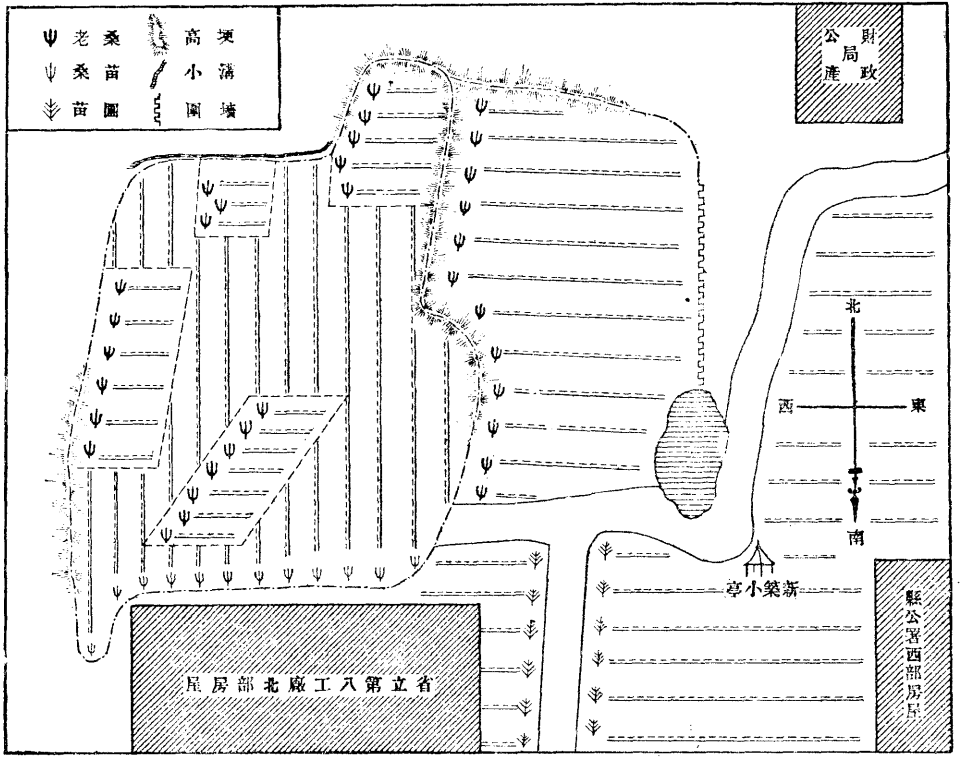 老桑
桑苗
苗圃
高埂
小溝
圍墻
財政
局
公產
北
西
東
南
亭小築新
縣公署西部房屋
屋房部北廠工八第立省